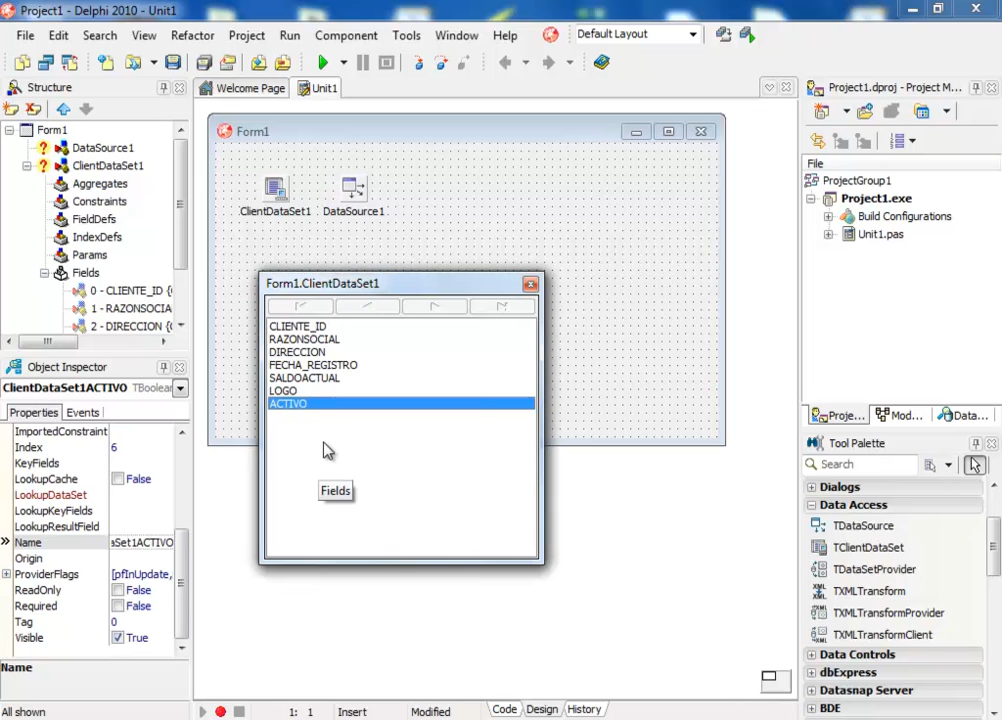 Project1 - Delphi 2010 - Unit1
File Edit Search View Refactor Project Run Component Tools Window Help Default Layout
Structure
Welcome Page Unit1
Project1.dproj - Project M...
Form1
DataSource1
ClientDataSet1
Aggregates
Constraints
FieldDefs
IndexDefs
Params
Fields
0 - CLIENTE_ID {
1 - RAZONSOCIA
2 - DIRECCION {
Form1
ClientDataSet1 DataSource1
Form1.ClientDataSet1
CLIENTE_ID
RAZONSOCIAL
DIRECCION
FECHA_REGISTRO
SALDOACTUAL
LOGO
ACTIVO
Fields
File
ProjectGroup1
Project1.exe
Build Configurations
Unit1.pas
Object Inspector
ClientDataSet1ACTIVO TBoolean
Properties Events
ImportedConstraint
Index 6
KeyFields
LookupCache False
LookupDataSet
LookupKeyFields
LookupResultField
Name aSet1ACTIVO
Origin
ProviderFlags [pfInUpdate,
ReadOnly False
Required False
Tag 0
Visible True
Name
All shown
Proje... Mod... Data...
Tool Palette
Search
Dialogs
Data Access
TDataSource
TClientDataSet
TDataSetProvider
TXMLTransform
TXMLTransformProvider
TXMLTransformClient
Data Controls
dbExpress
Datasnap Server
BDE
1: 1 Insert Modified Code Design History